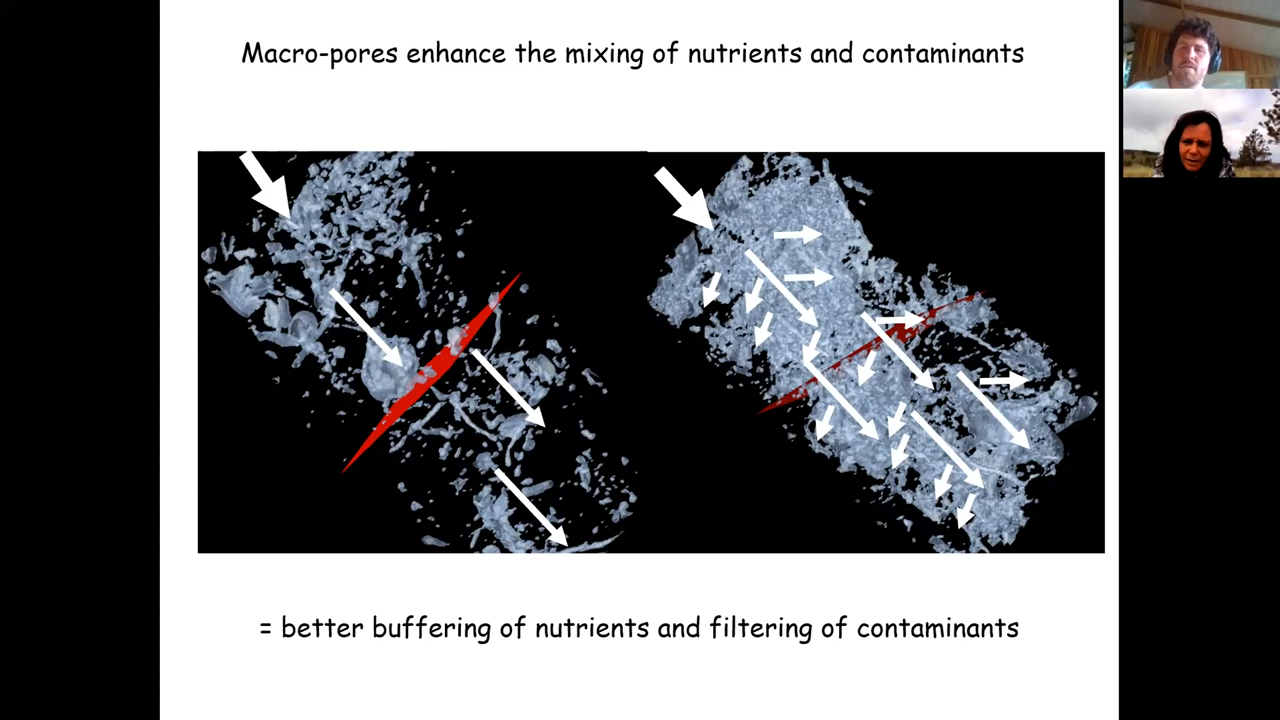 Macro-pores enhance the mixing of nutrients and contaminants
= better buffering of nutrients and filtering of contaminants